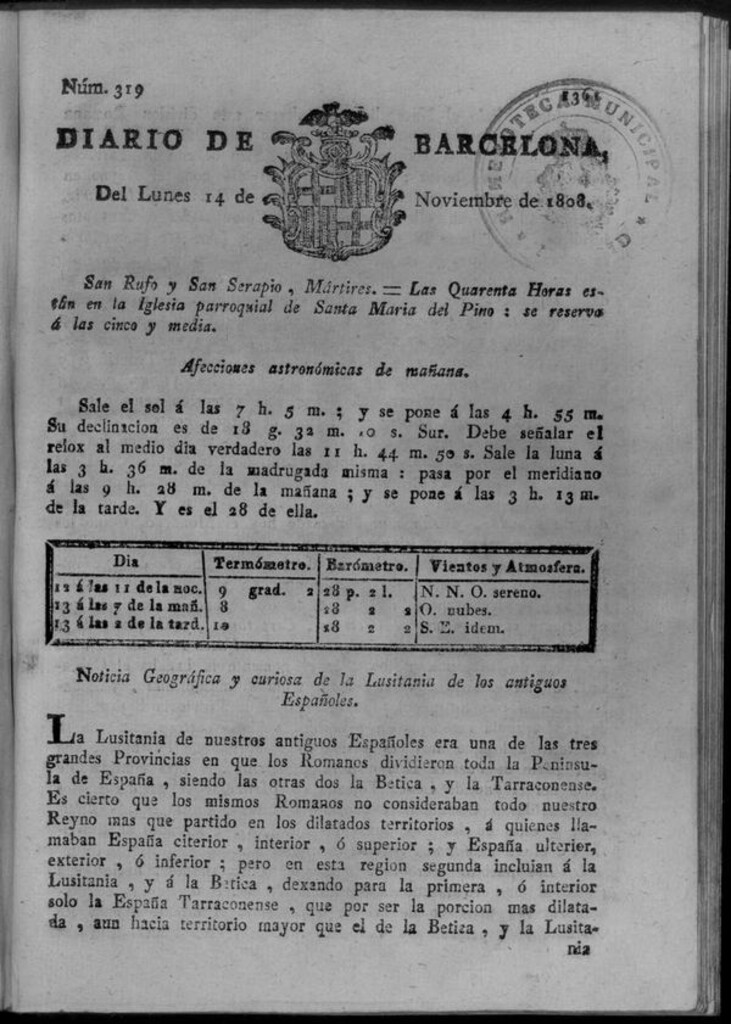 Núm. 319
1361
HEMEROTECA MUNICIPAL
DIARIO DE BARCELONA,
Del Lunes 14 de Noviembre de 1808.
San Rufo y San Serapio, Mártires. = Las Quarenta Horas es-
tán en la Iglesia parroquial de Santa Maria del Pino : se reserva
á las cinco y media.
Afecciones astronómicas de mañana.
Sale el sol á las 7 h. 5 m. ; y se pone á las 4 h. 55 m.
Su declinacion es de 18 g. 32 m. 10 s. Sur. Debe señalar el
relox al medio dia verdadero las 11 h. 44 m. 50 s. Sale la luna á
las 3 h. 36 m. de la madrugada misma : pasa por el meridiano
á las 9 h. 28 m. de la mañana ; y se pone á las 3 h. 13 m.
de la tarde. Y es el 28 de ella.
Dia Termómetro. Barómetro. Vientos y Atmosfera.
12 á las 11 de la noc. 9 grad. 2 28 p. 2 l. N. N. O. sereno.
13 á las 7 de la mañ. 8 28 2 2 O. nubes.
13 á las 2 de la tard. 10 28 2 2 S. E. idem.
Noticia Geográfica y curiosa de la Lusitania de los antiguos
Españoles.
La Lusitania de nuestros antiguos Españoles era una de las tres
grandes Provincias en que los Romanos dividieron toda la Peninsu-
la de España , siendo las otras dos la Betica , y la Tarraconense.
Es cierto que los mismos Romanos no consideraban todo nuestro
Reyno mas que partido en los dilatados territorios , á quienes lla-
maban España citerior , interior , ó superior ; y España ulterior,
exterior , ó inferior ; pero en esta region segunda incluian á la
Lusitania , y á la Betica , dexando para la primera , ó interior
solo la España Tarraconense , que por ser la porcion mas dilata-
da , aun hacia territorio mayor que el de la Betica , y la Lusita-
nia